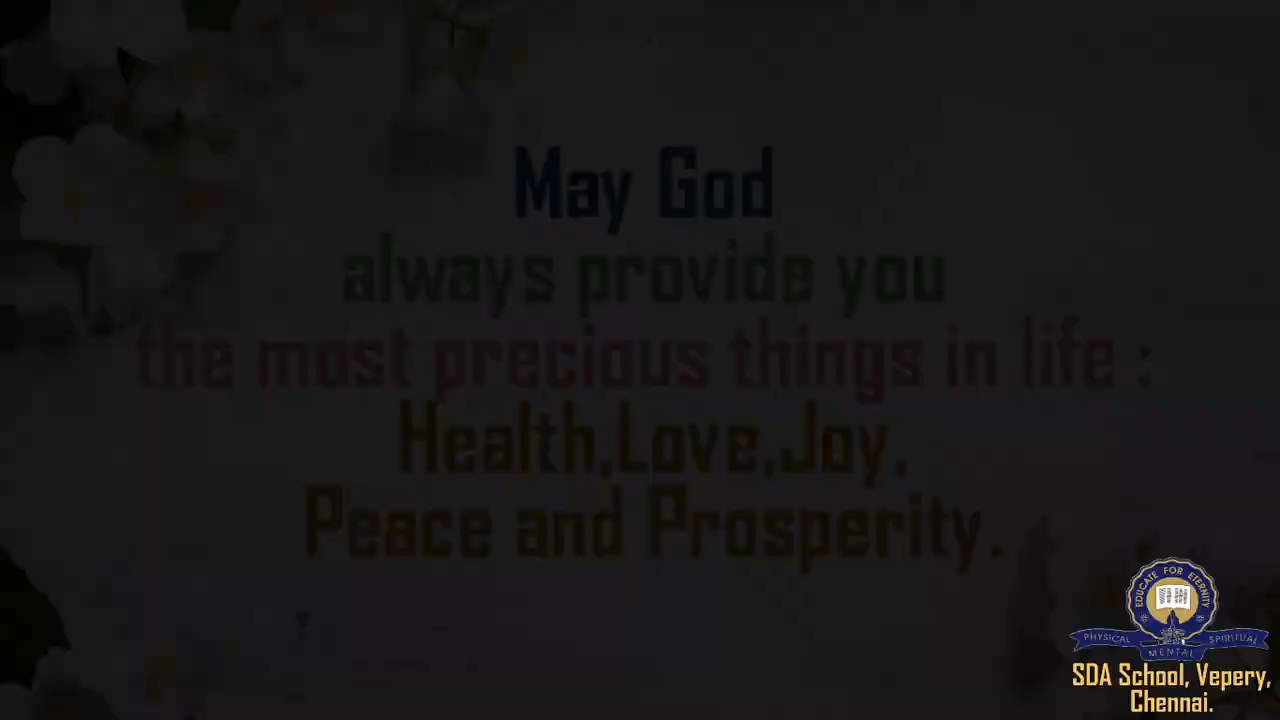 May God
always provide you
the most precious things in life :
Health,Love,Joy,
Peace and Prosperity.
EDUCATE FOR ETERNITY
PHYSICAL
MENTAL
SPIRITUAL
SDA School, Vepery,
Chennai.